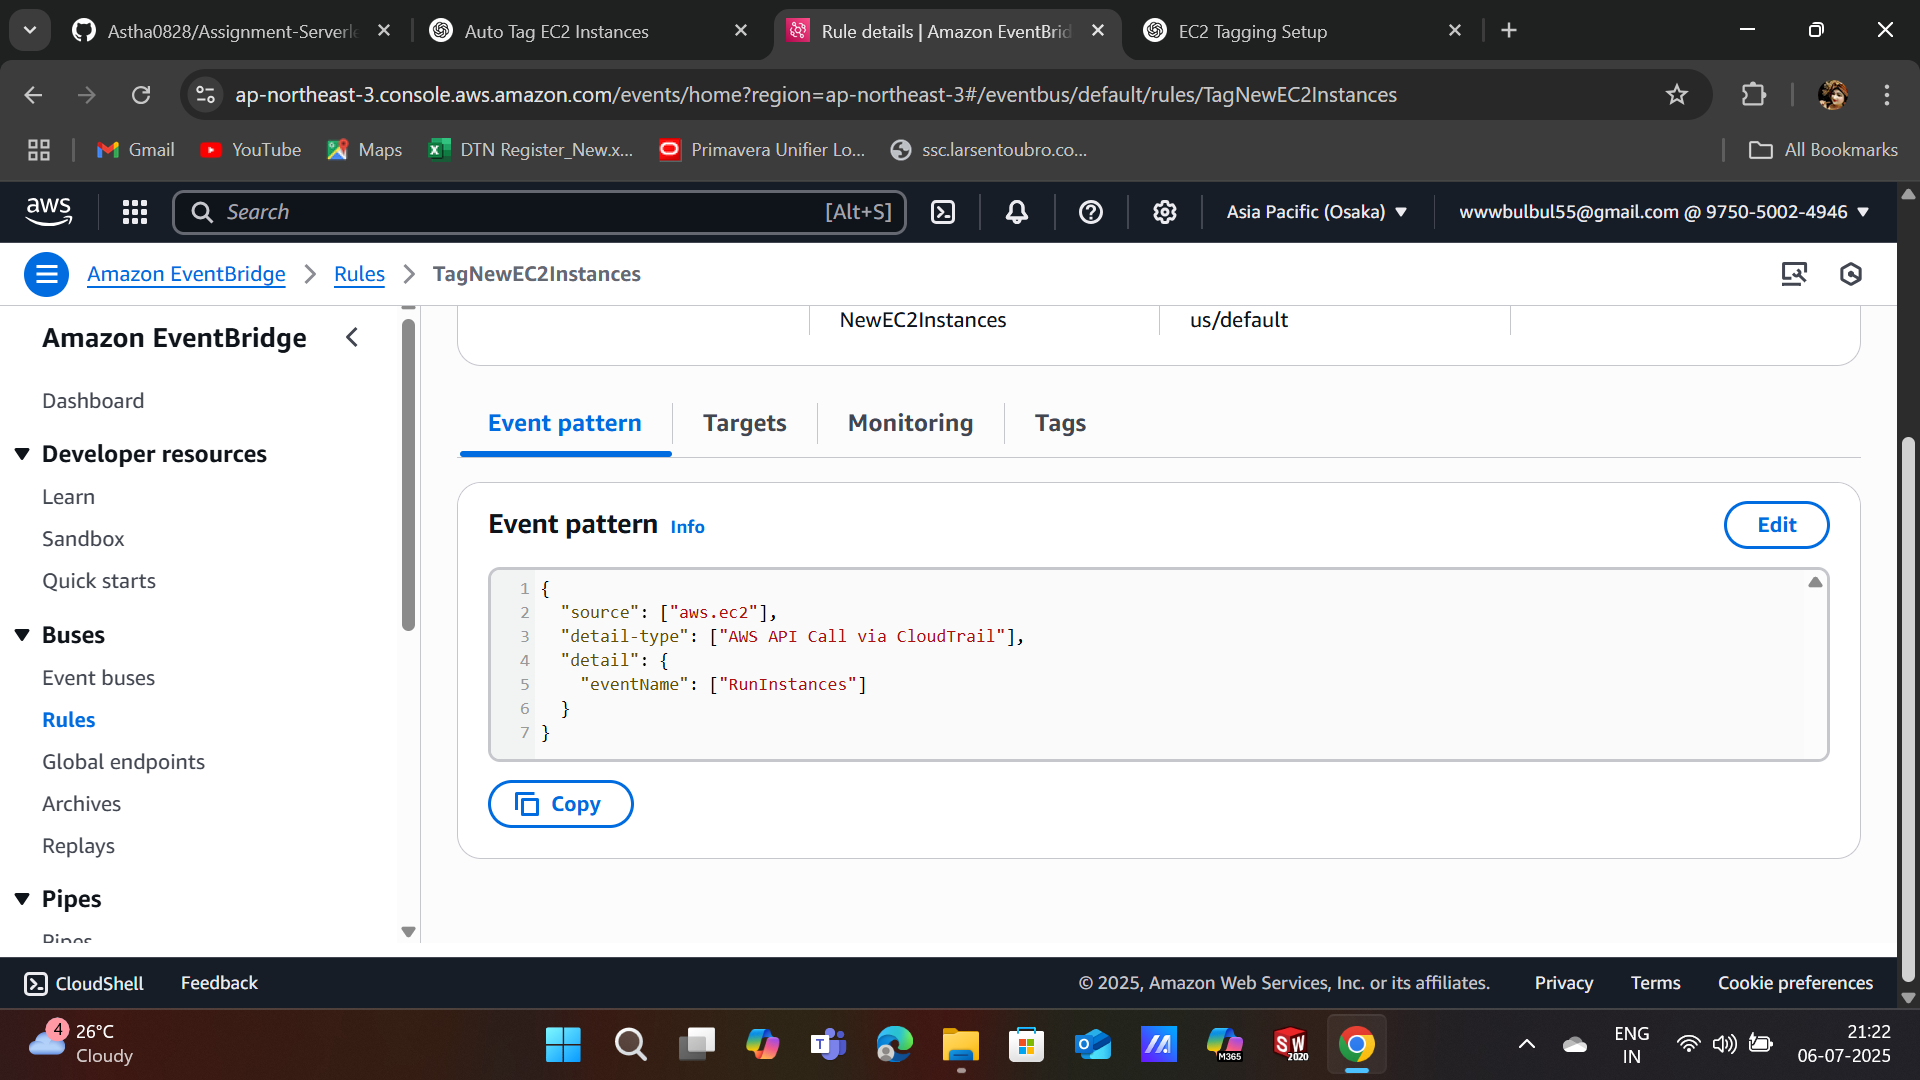 Astha0828/Assignment-Serverle
Auto Tag EC2 Instances
Rule details | Amazon EventBrid
EC2 Tagging Setup
ap-northeast-3.console.aws.amazon.com/events/home?region=ap-northeast-3#/eventbus/default/rules/TagNewEC2Instances
Gmail
YouTube
Maps
DTN Register_New.x...
Primavera Unifier Lo...
ssc.larsentoubro.co...
All Bookmarks
aws
Search
[Alt+S]
Asia Pacific (Osaka)
wwwbulbul55@gmail.com @ 9750-5002-4946
Amazon EventBridge
Rules
TagNewEC2Instances
Amazon EventBridge
Dashboard
Developer resources
Learn
Sandbox
Quick starts
Buses
Event buses
Rules
Global endpoints
Archives
Replays
Pipes
Pipes
NewEC2Instances
us/default
Event pattern
Targets
Monitoring
Tags
Event pattern Info
Edit
1 {
2 "source": ["aws.ec2"],
3 "detail-type": ["AWS API Call via CloudTrail"],
4 "detail": {
5 "eventName": ["RunInstances"]
6 }
7 }
Copy
CloudShell
Feedback
© 2025, Amazon Web Services, Inc. or its affiliates.
Privacy
Terms
Cookie preferences
4
26°C
Cloudy
T
M365
SW
2020
ENG
IN
21:22
06-07-2025